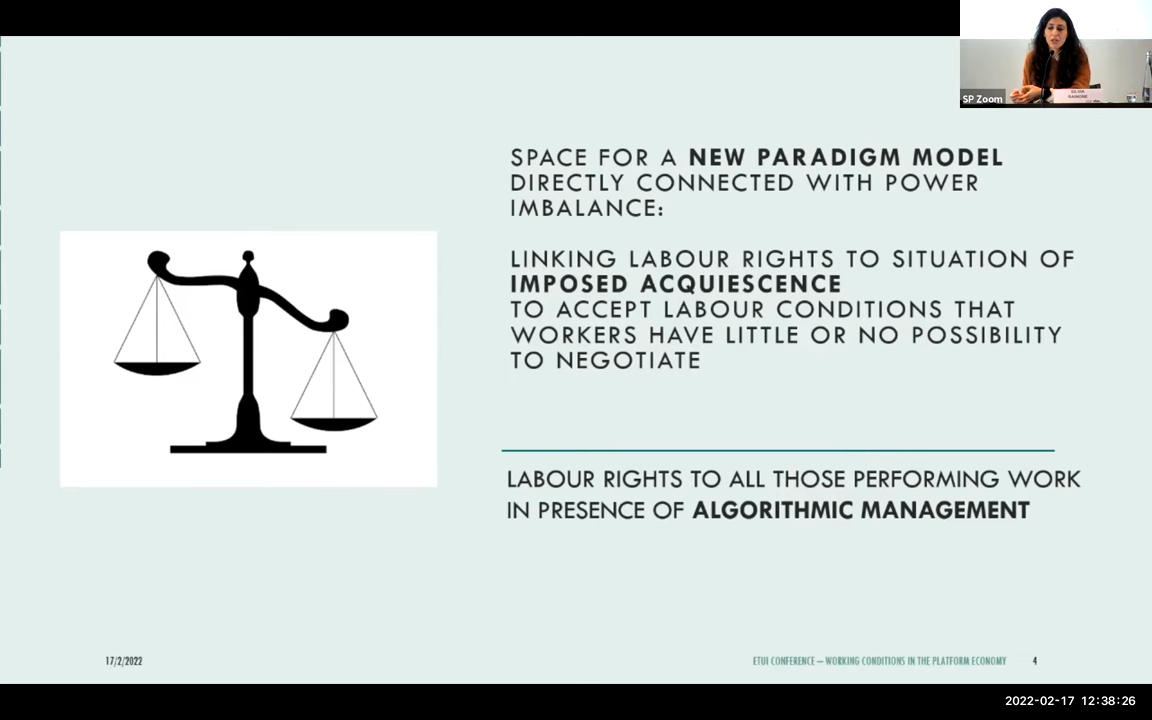 SP Zoom
SILVIA
RAINONE
SPACE FOR A NEW PARADIGM MODEL
DIRECTLY CONNECTED WITH POWER
IMBALANCE:
LINKING LABOUR RIGHTS TO SITUATION OF
IMPOSED ACQUIESCENCE
TO ACCEPT LABOUR CONDITIONS THAT
WORKERS HAVE LITTLE OR NO POSSIBILITY
TO NEGOTIATE
LABOUR RIGHTS TO ALL THOSE PERFORMING WORK
IN PRESENCE OF ALGORITHMIC MANAGEMENT
17/2/2022
ETUI CONFERENCE – WORKING CONDITIONS IN THE PLATFORM ECONOMY
4
2022-02-17 12:38:26